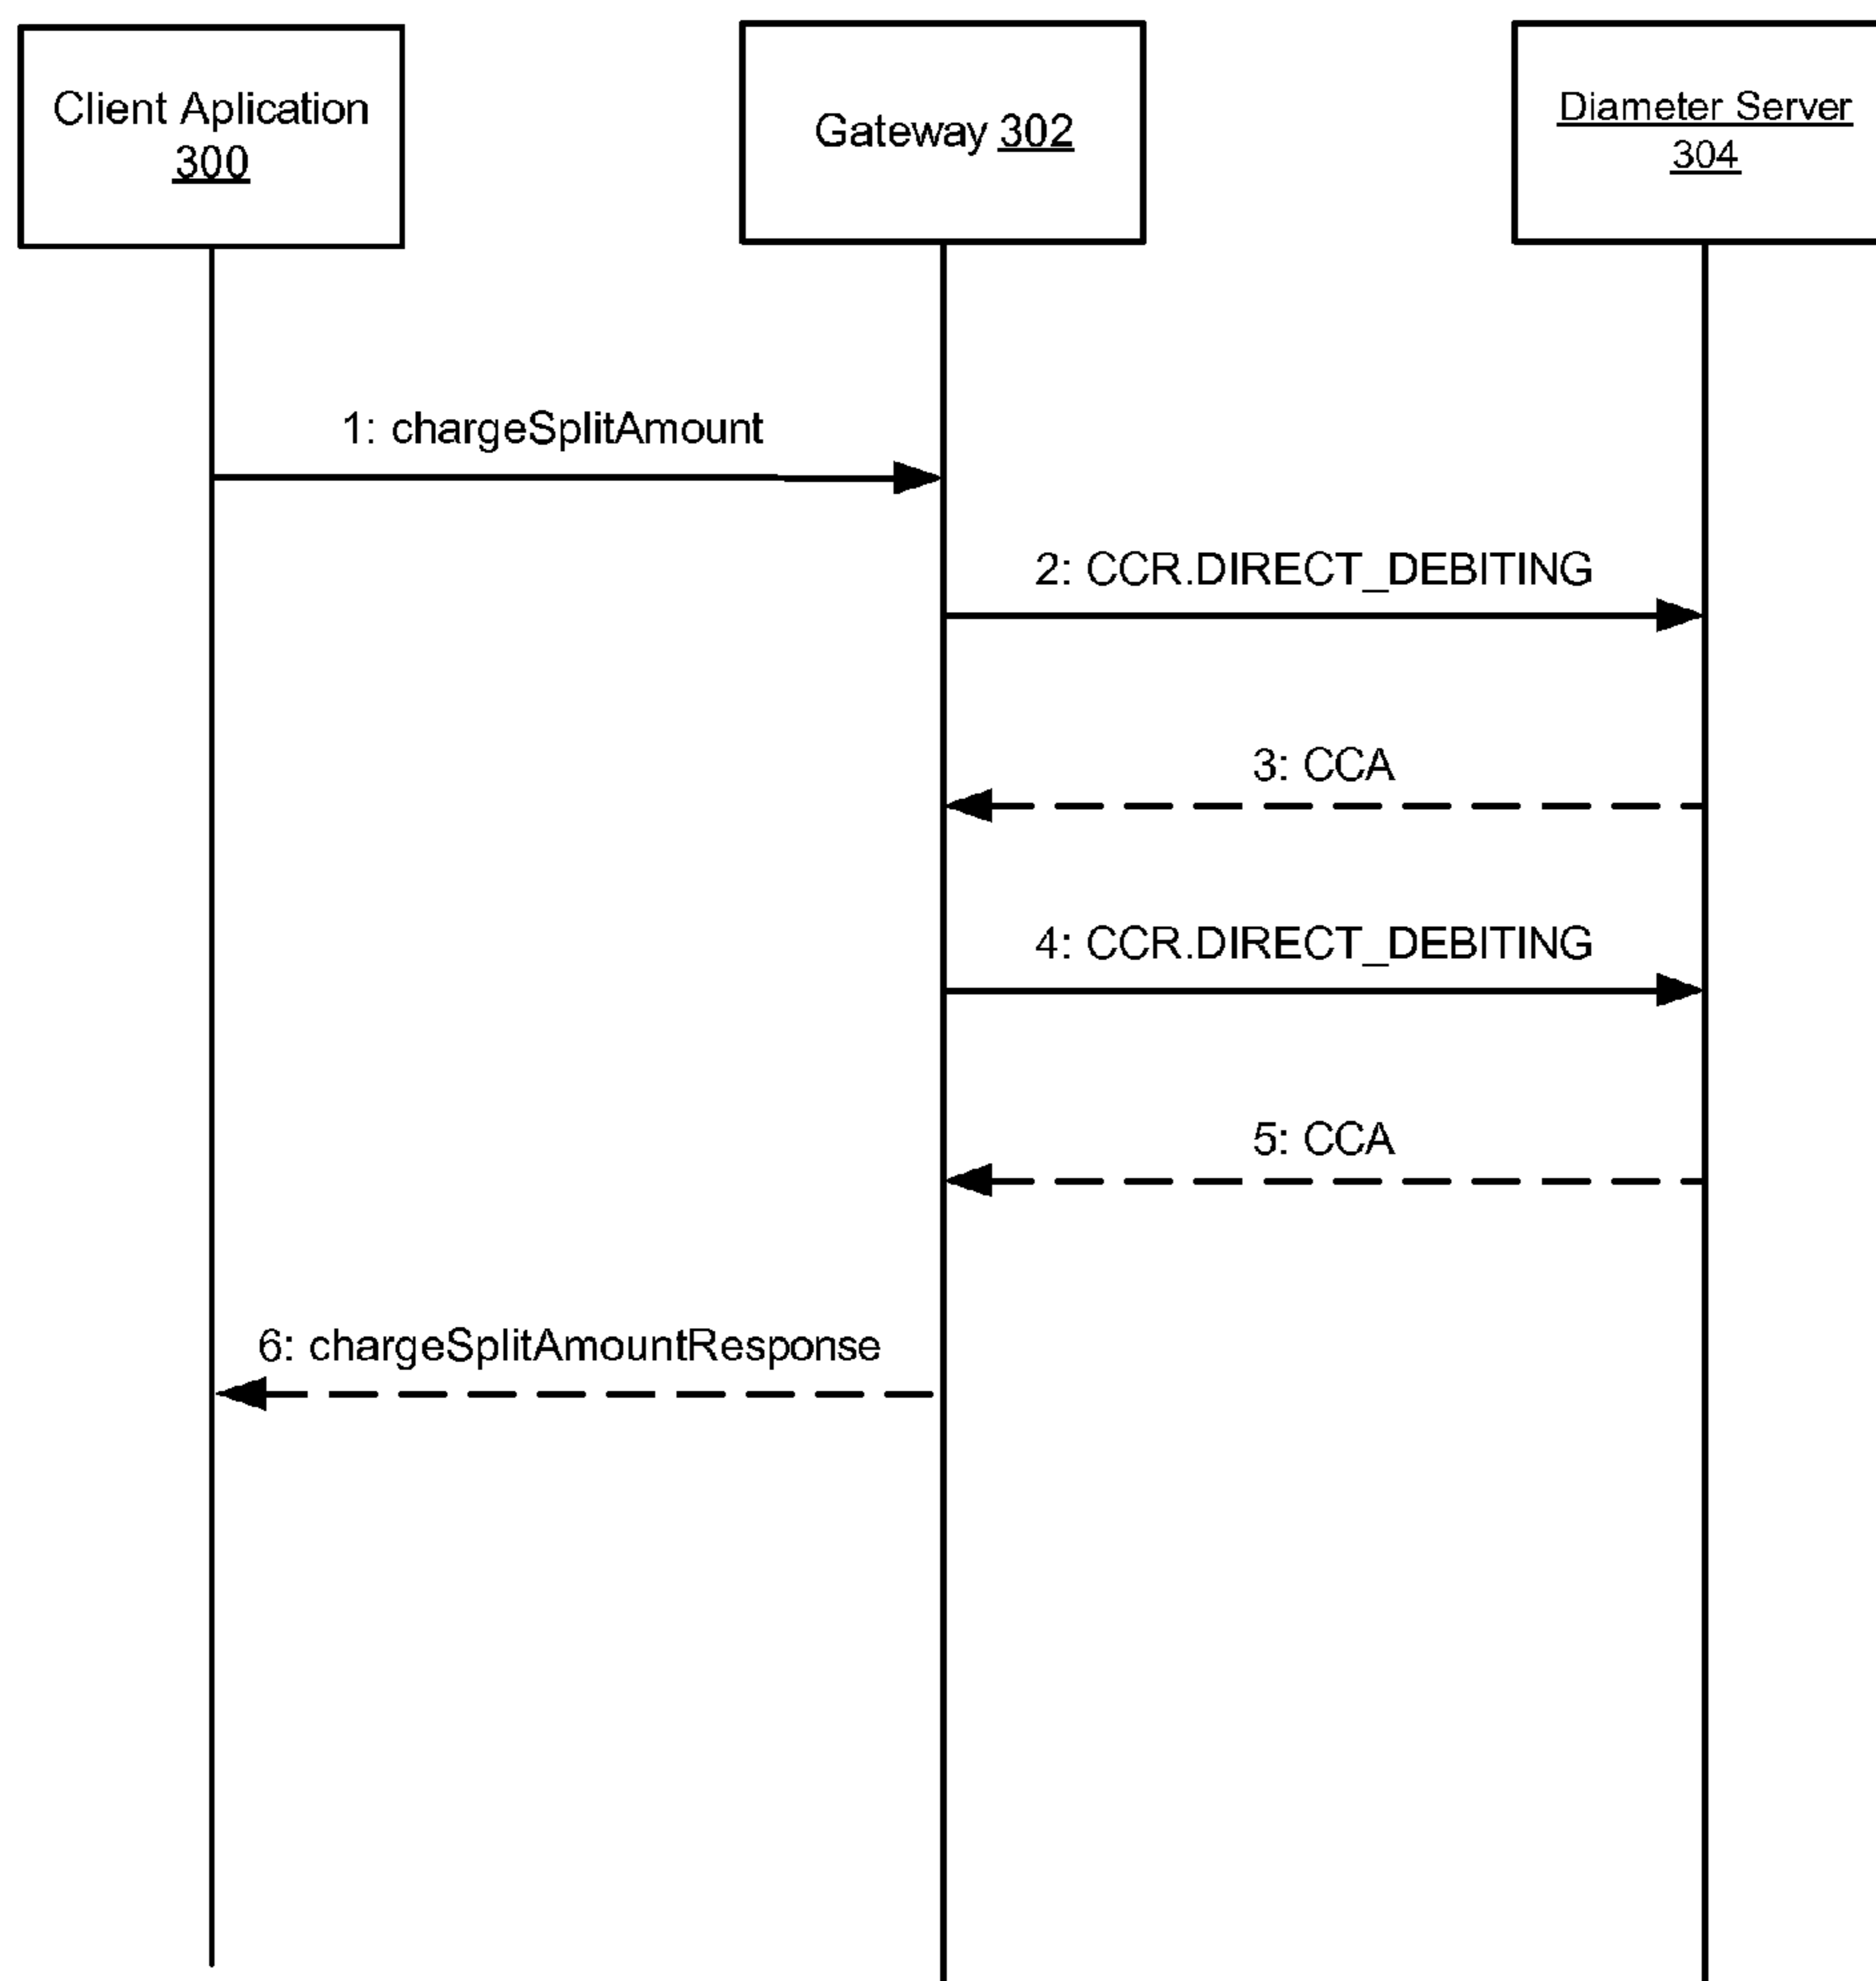 Client Aplication
300
Gateway 302
Diameter Server
304
1: chargeSplitAmount
2: CCR.DIRECT_DEBITING
3: CCA
4: CCR.DIRECT_DEBITING
5: CCA
6: chargeSplitAmountResponse